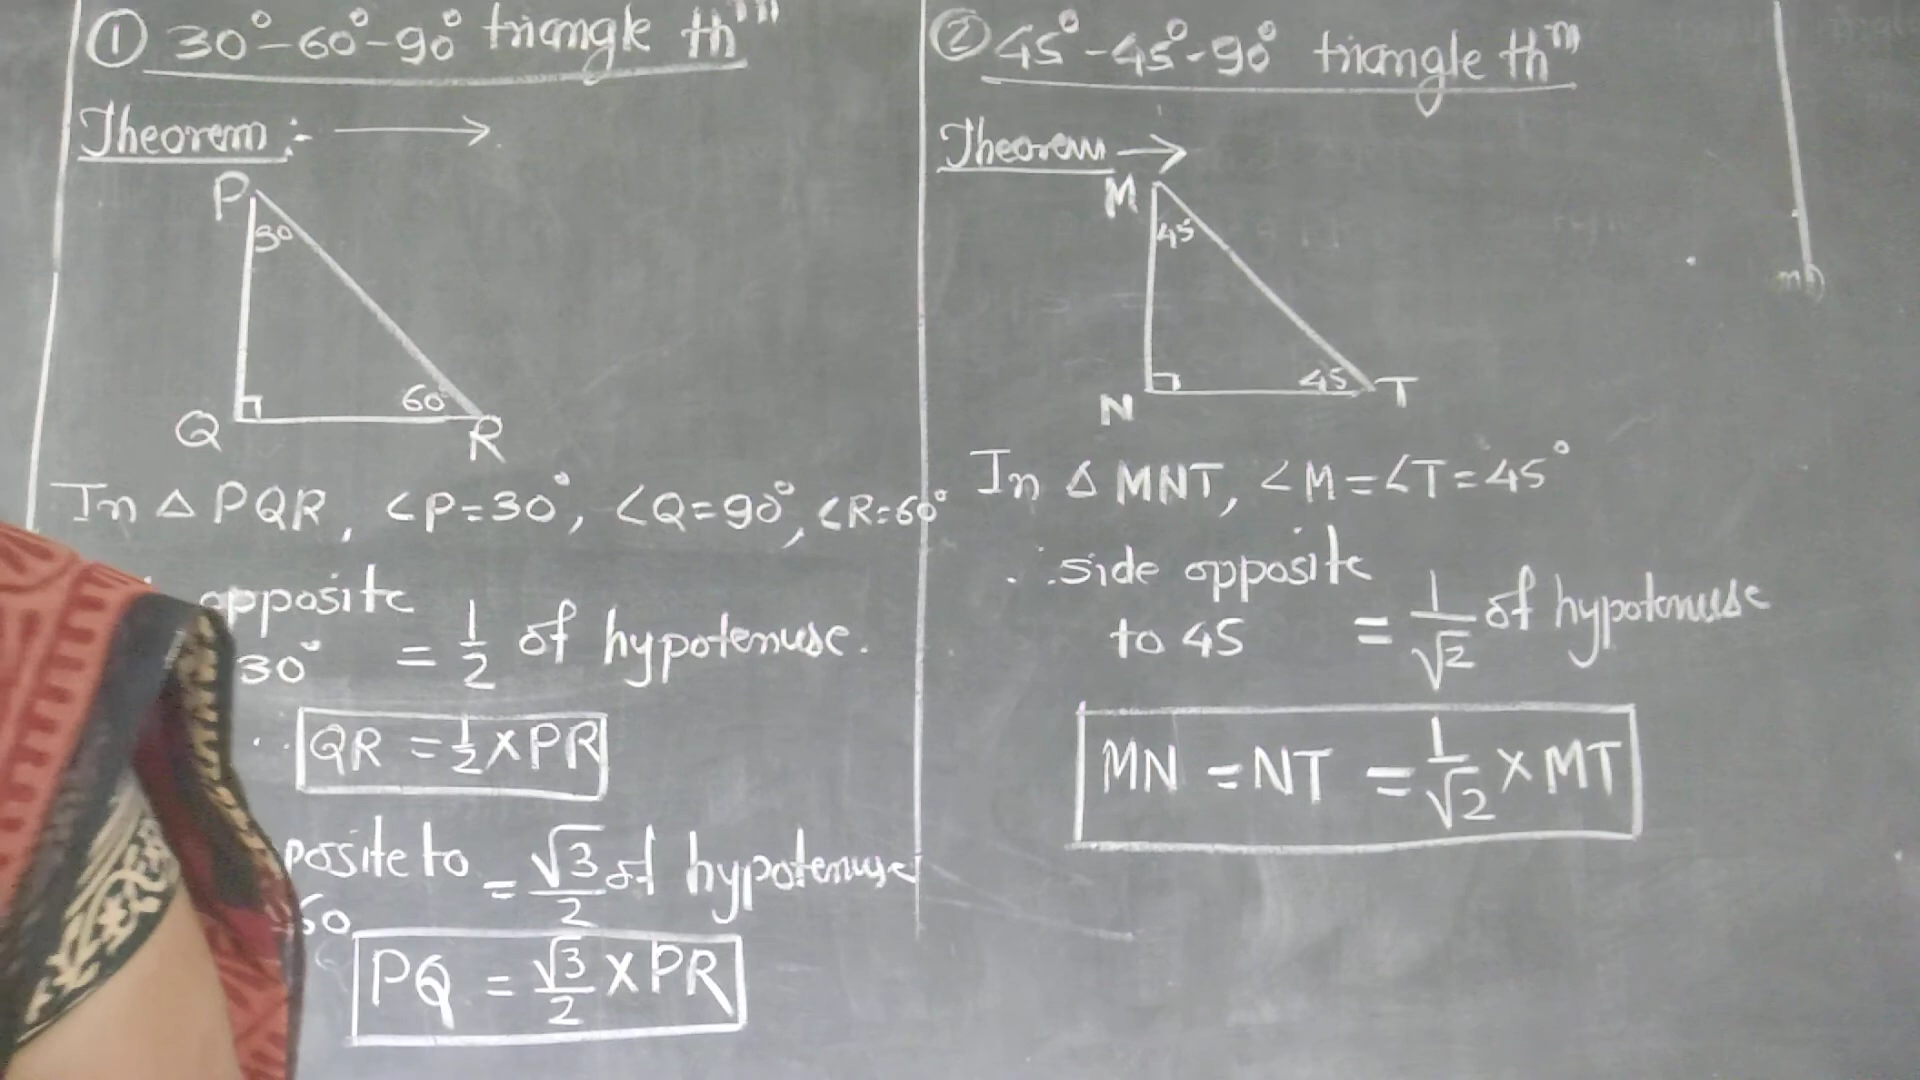 ① 30°-60°-90° triangle thm
Theorem :- →
P
30
60°
Q
R
In △ PQR, ∠P=30°, ∠Q=90°, ∠R=60°
opposite
30° = 1/2 of hypotenuse.
∴ QR = 1/2 × PR
posite to
60 = √3/2 of hypotenuse
PQ = √3/2 × PR
② 45°-45°-90° triangle thm
Theorem →
M
45
45
N
T
In △ MNT, ∠M=∠T=45°
∴ side opposite
to 45 = 1/√2 of hypotenuse
MN = NT = 1/√2 × MT